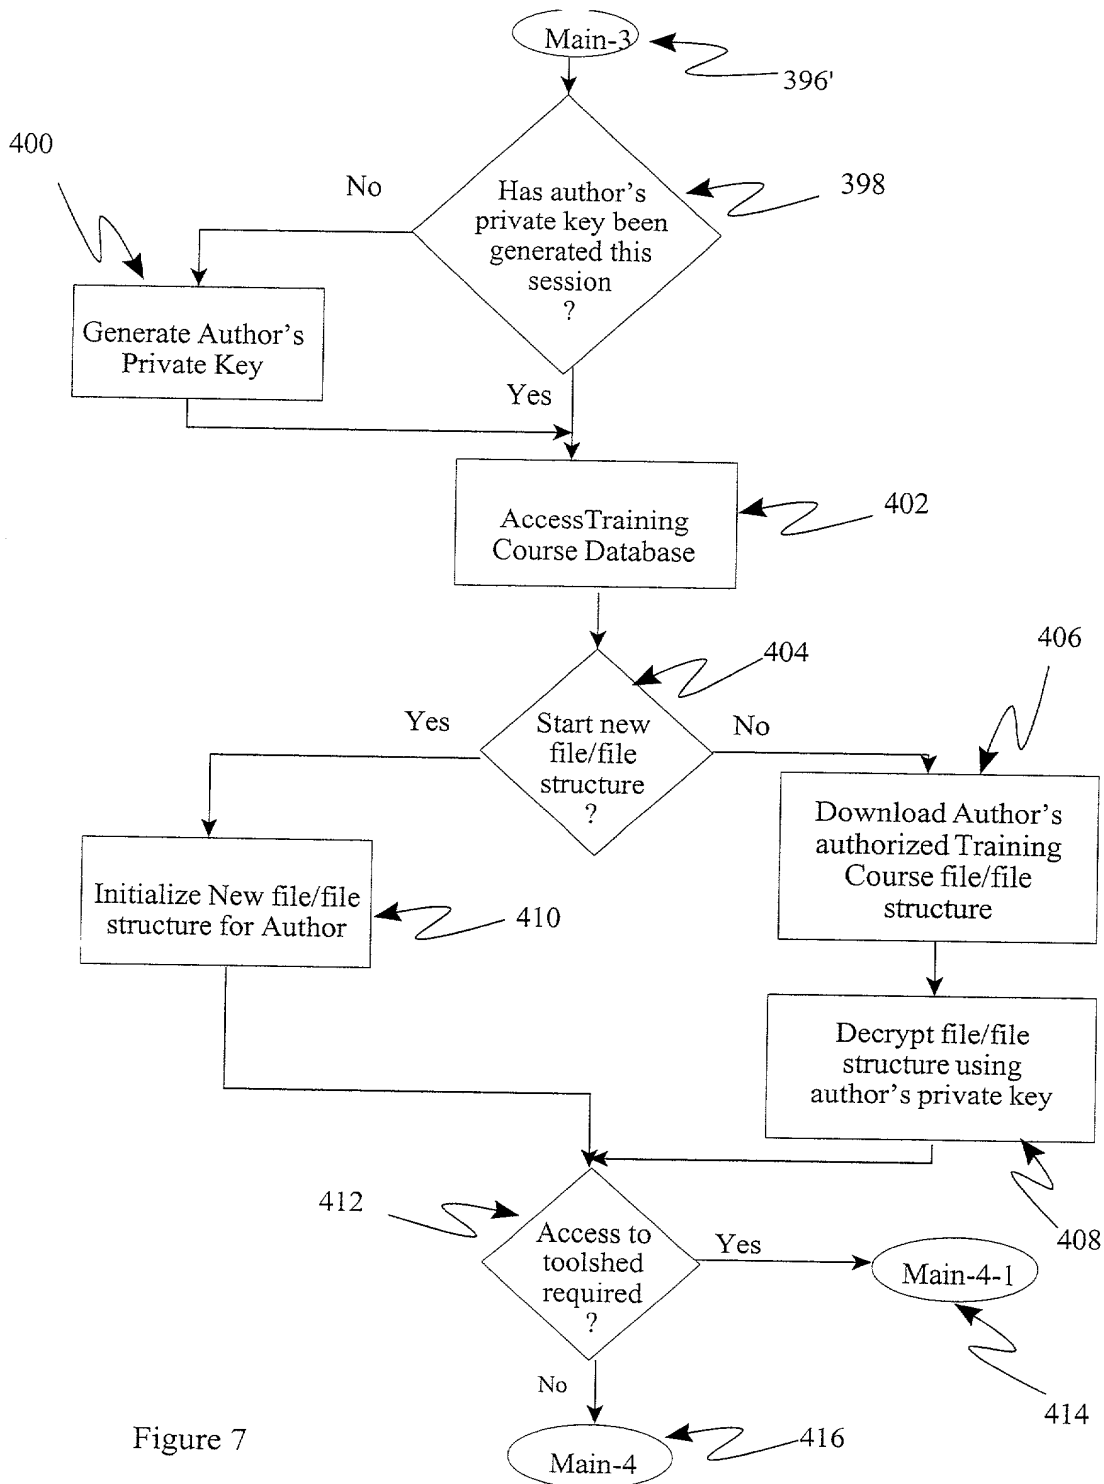 Main-3
396'
400
No
398
Has author's
private key been
generated this
session
?
Generate Author's
Private Key
Yes
AccessTraining
Course Database
402
404
406
Yes
No
Start new
file/file
structure
?
Download Author's
authorized Training
Course file/file
structure
Initialize New file/file
structure for Author
410
Decrypt file/file
structure using
author's private key
412
408
Access to
toolshed
required
?
Yes
Main-4-1
No
414
Figure 7
416
Main-4